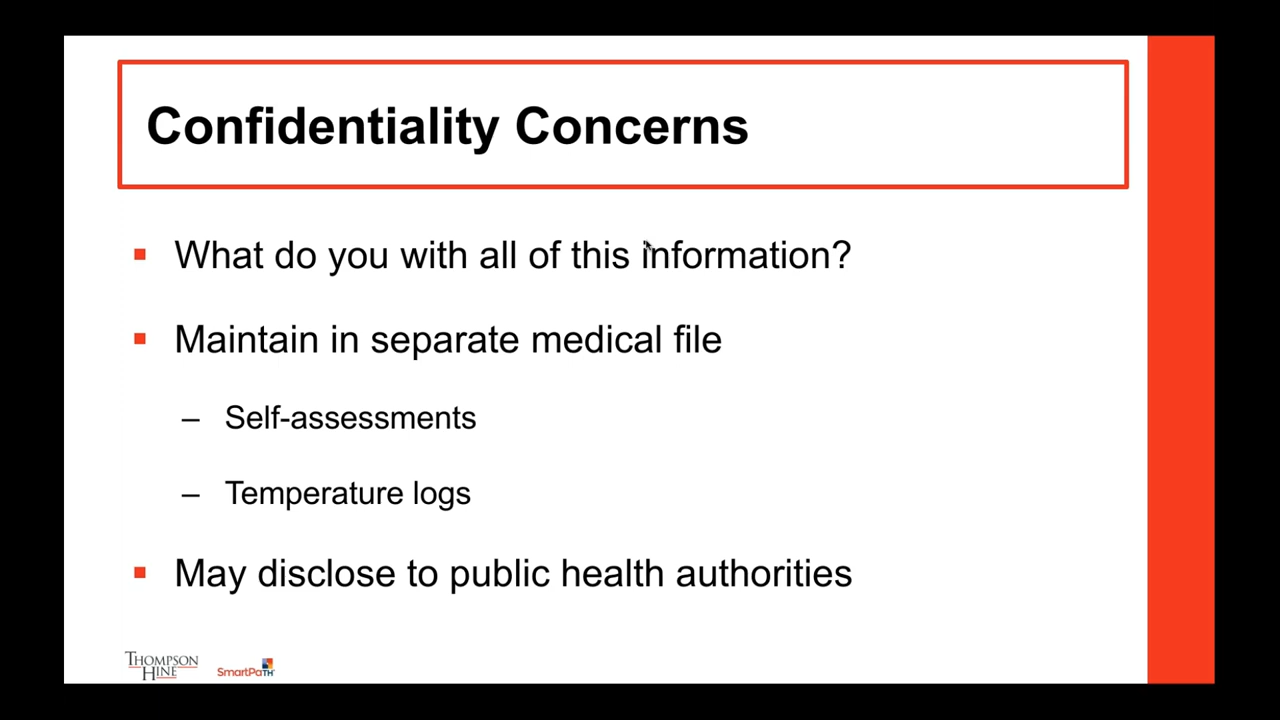 Confidentiality Concerns
What do you with all of this information?
Maintain in separate medical file
– Self-assessments
– Temperature logs
May disclose to public health authorities
THOMPSON
HINE
SmartPaTH